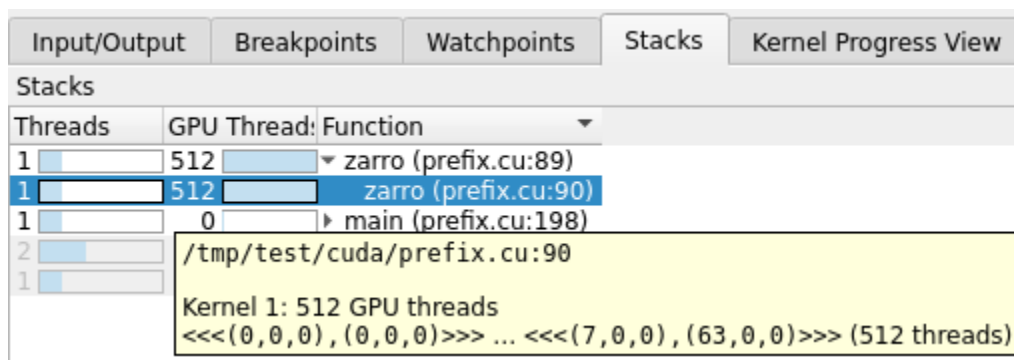 Input/Output Breakpoints Watchpoints Stacks Kernel Progress View
Stacks
Threads GPU Threads Function
1 512 zarro (prefix.cu:89)
1 512 zarro (prefix.cu:90)
1 0 main (prefix.cu:198)
2
1
/tmp/test/cuda/prefix.cu:90
Kernel 1: 512 GPU threads
<<<(0,0,0),(0,0,0)>>> ... <<<(7,0,0),(63,0,0)>>> (512 threads)